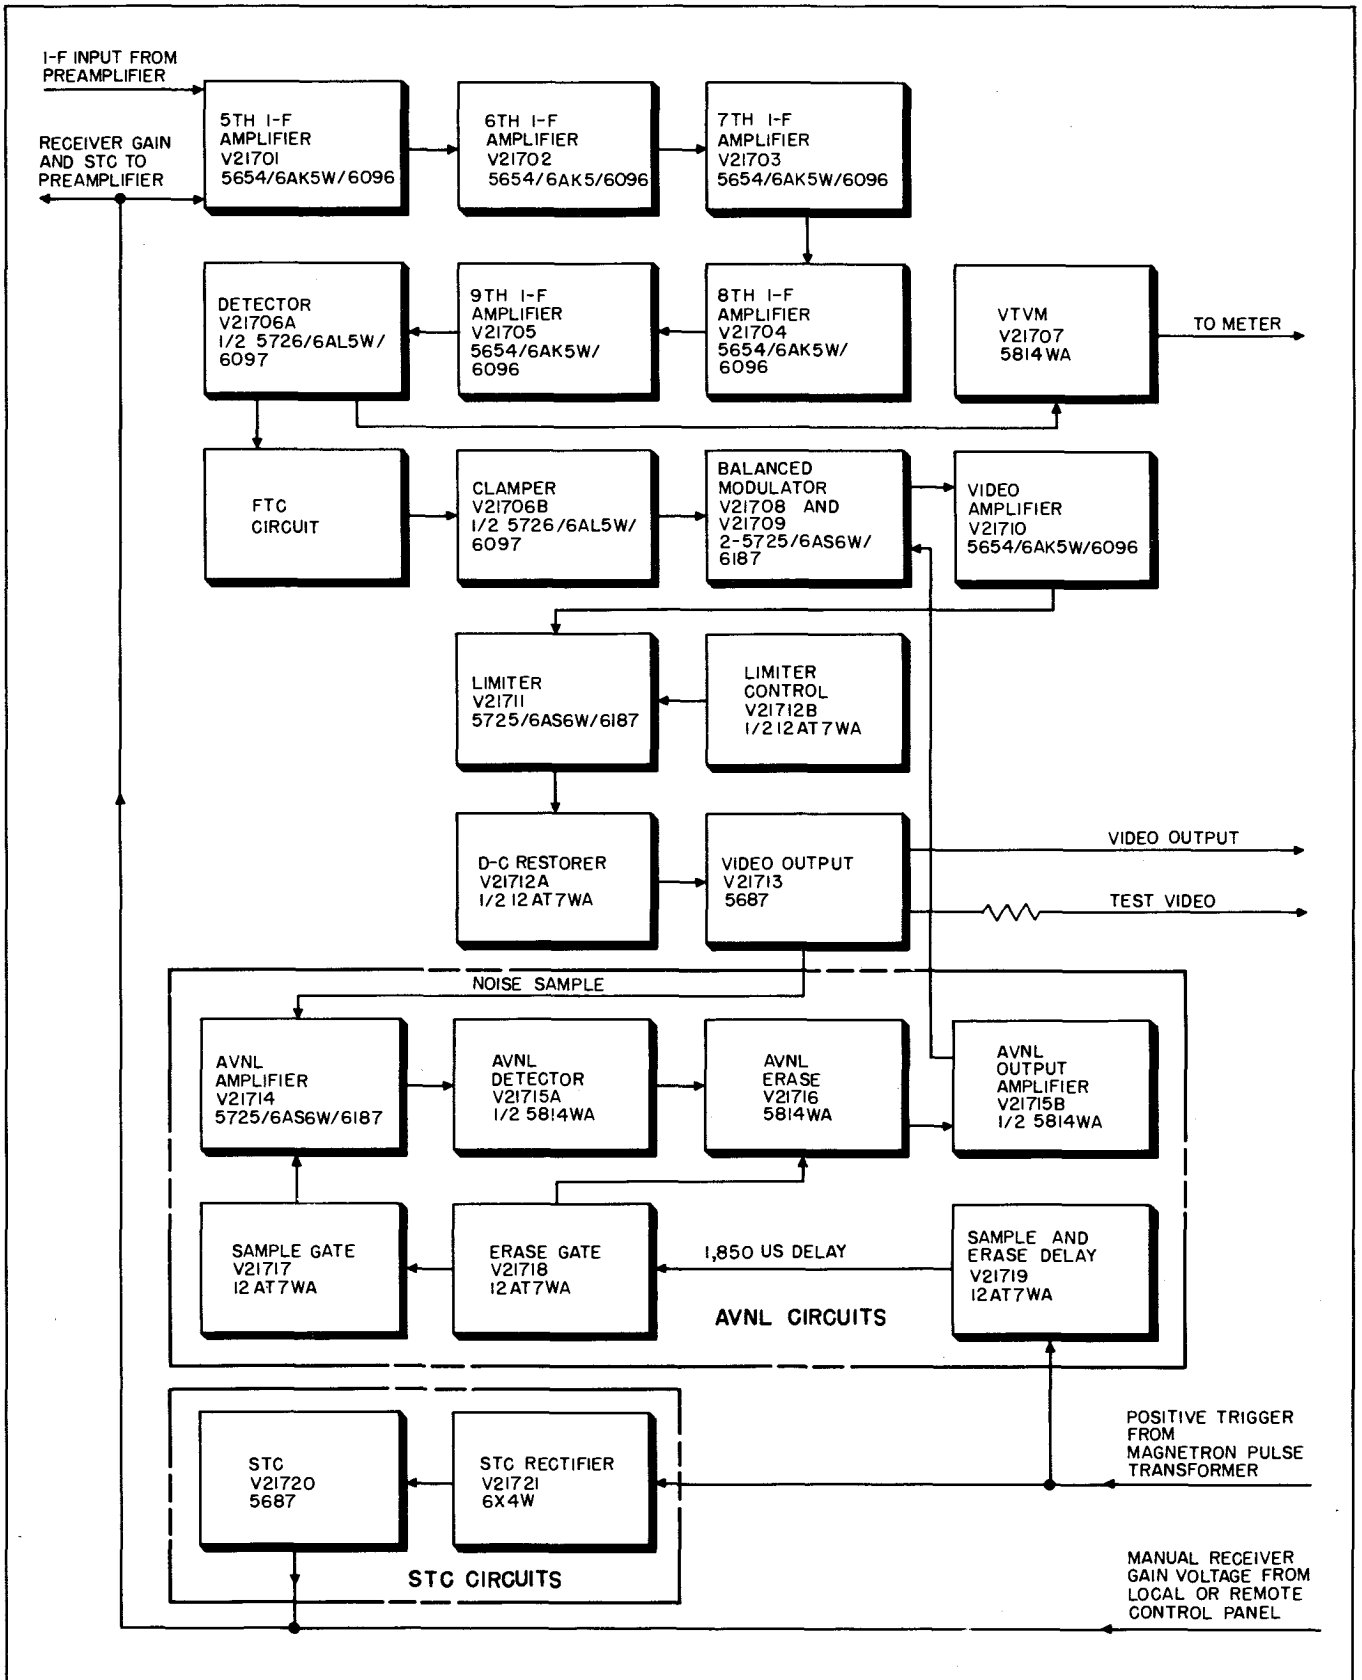 I-F INPUT FROM
PREAMPLIFIER
RECEIVER GAIN
AND STC TO
PREAMPLIFIER
5TH I-F
AMPLIFIER
V21701
5654/6AK5W/6096
6TH I-F
AMPLIFIER
V21702
5654/6AK5/6096
7TH I-F
AMPLIFIER
V21703
5654/6AK5W/6096
DETECTOR
V21706A
1/2 5726/6AL5W/
6097
9TH I-F
AMPLIFIER
V21705
5654/6AK5W/
6096
8TH I-F
AMPLIFIER
V21704
5654/6AK5W/
6096
VTVM
V21707
5814WA
TO METER
FTC
CIRCUIT
CLAMPER
V21706B
1/2 5726/6AL5W/
6097
BALANCED
MODULATOR
V21708 AND
V21709
2-5725/6AS6W/
6187
VIDEO
AMPLIFIER
V21710
5654/6AK5W/6096
LIMITER
V21711
5725/6AS6W/6187
LIMITER
CONTROL
V21712B
1/2 12AT7WA
D-C RESTORER
V21712A
1/2 12AT7WA
VIDEO OUTPUT
V21713
5687
VIDEO OUTPUT
TEST VIDEO
NOISE SAMPLE
AVNL
AMPLIFIER
V21714
5725/6AS6W/6187
AVNL
DETECTOR
V21715A
1/2 5814WA
AVNL
ERASE
V21716
5814WA
AVNL
OUTPUT
AMPLIFIER
V21715B
1/2 5814WA
SAMPLE GATE
V21717
12AT7WA
ERASE GATE
V21718
12AT7WA
1,850 US DELAY
SAMPLE AND
ERASE DELAY
V21719
12AT7WA
AVNL CIRCUITS
STC
V21720
5687
STC RECTIFIER
V21721
6X4W
STC CIRCUITS
POSITIVE TRIGGER
FROM
MAGNETRON PULSE
TRANSFORMER
MANUAL RECEIVER
GAIN VOLTAGE FROM
LOCAL OR REMOTE
CONTROL PANEL